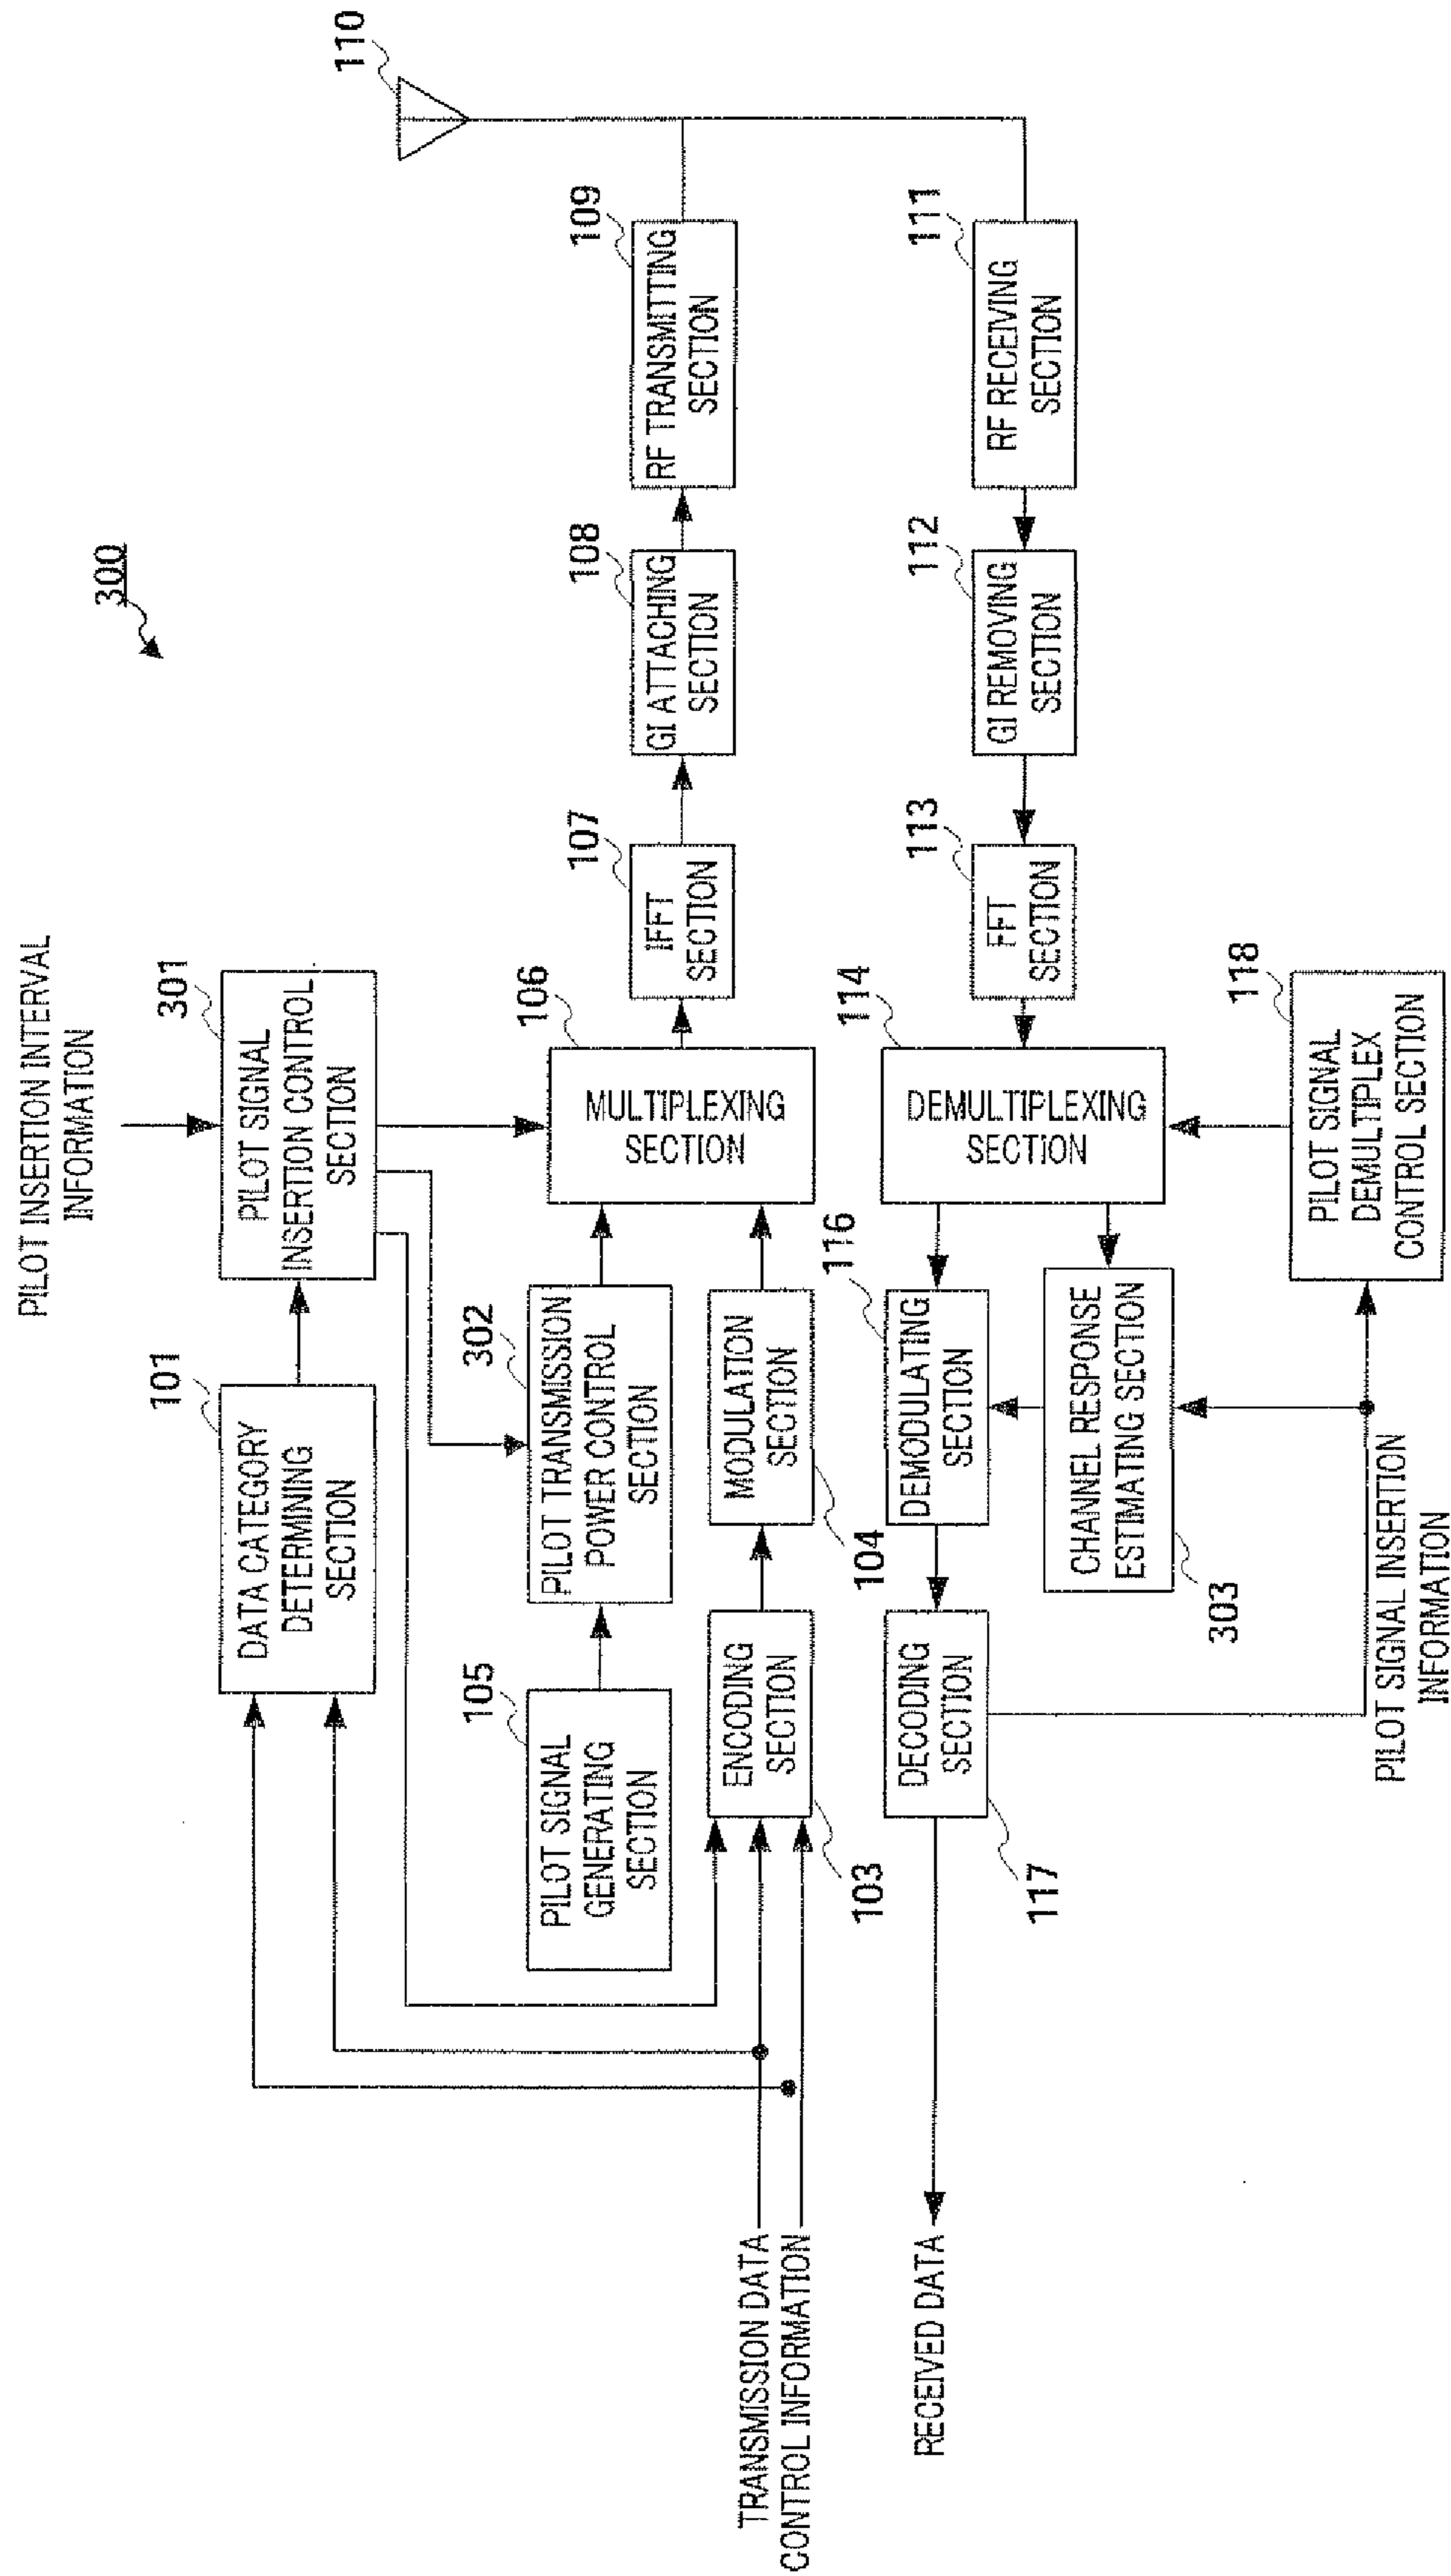 300
PILOT INSERTION INTERVAL
INFORMATION
101
DATA CATEGORY
DETERMINING
SECTION
301
PILOT SIGNAL
INSERTION CONTROL
SECTION
110
105
PILOT SIGNAL
GENERATING
SECTION
302
PILOT TRANSMISSION
POWER CONTROL
SECTION
106
MULTIPLEXING
SECTION
107
IFFT
SECTION
108
GI ATTACHING
SECTION
109
RF TRANSMITTING
SECTION
ENCODING
SECTION
103
MODULATION
SECTION
104
TRANSMISSION DATA
CONTROL INFORMATION
RECEIVED DATA
DECODING
SECTION
117
116
DEMODULATING
SECTION
114
DEMULTIPLEXING
SECTION
113
FFT
SECTION
112
GI REMOVING
SECTION
111
RF RECEIVING
SECTION
CHANNEL RESPONSE
ESTIMATING SECTION
303
118
PILOT SIGNAL
DEMULTIPLEX
CONTROL SECTION
PILOT SIGNAL INSERTION
INFORMATION